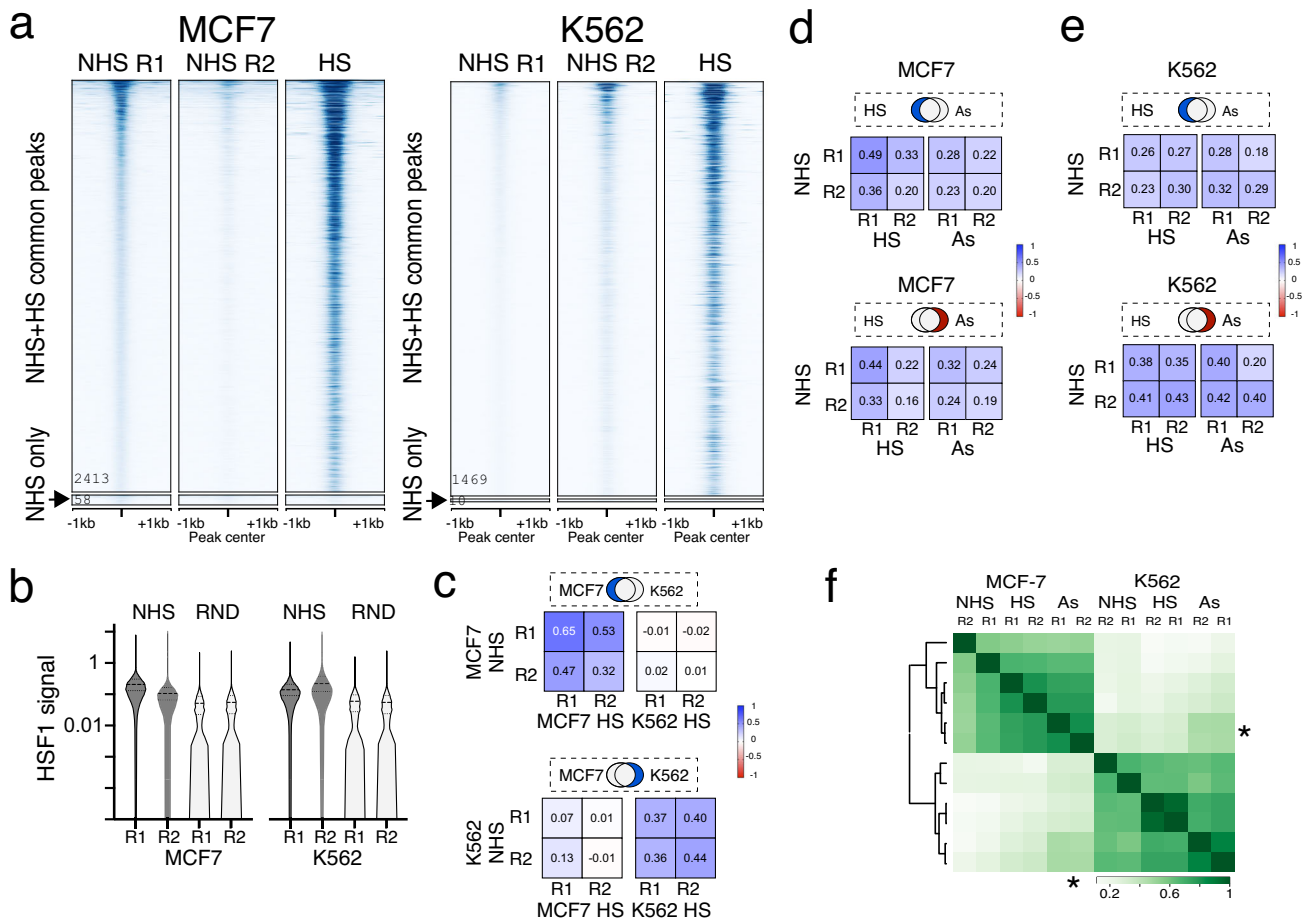 a
MCF7
K562
NHS R1
NHS R2
HS
NHS R1
NHS R2
HS
NHS+HS common peaks
NHS only
2413
58
NHS+HS common peaks
NHS only
1469
10
-1kb
+1kb
-1kb
+1kb
-1kb
+1kb
-1kb
+1kb
-1kb
+1kb
-1kb
+1kb
Peak center
Peak center
Peak center
Peak center
d
MCF7
HS
As
NHS
R1
0.49
0.33
0.28
0.22
R2
0.36
0.20
0.23
0.20
R1
R2
R1
R2
HS
As
1
0.5
0
-0.5
-1
MCF7
HS
As
NHS
R1
0.44
0.22
0.32
0.24
R2
0.33
0.16
0.24
0.19
R1
R2
R1
R2
HS
As
e
K562
HS
As
NHS
R1
0.26
0.27
0.28
0.18
R2
0.23
0.30
0.32
0.29
R1
R2
R1
R2
HS
As
1
0.5
0
-0.5
-1
K562
HS
As
NHS
R1
0.38
0.35
0.40
0.20
R2
0.41
0.43
0.42
0.40
R1
R2
R1
R2
HS
As
b
NHS
RND
NHS
RND
HSF1 signal
1
0.01
R1
R2
R1
R2
R1
R2
R1
R2
MCF7
K562
c
MCF7
K562
MCF7
NHS
R1
0.65
0.53
-0.01
-0.02
R2
0.47
0.32
0.02
0.01
R1
R2
R1
R2
MCF7 HS
K562 HS
1
0.5
0
-0.5
-1
MCF7
K562
K562
NHS
R1
0.07
0.01
0.37
0.40
R2
0.13
-0.01
0.36
0.44
R1
R2
R1
R2
MCF7 HS
K562 HS
f
MCF-7
K562
NHS
HS
As
NHS
HS
As
R2
R1
R1
R2
R1
R2
R2
R1
R2
R1
R2
R1
*
*
0.2
0.6
1